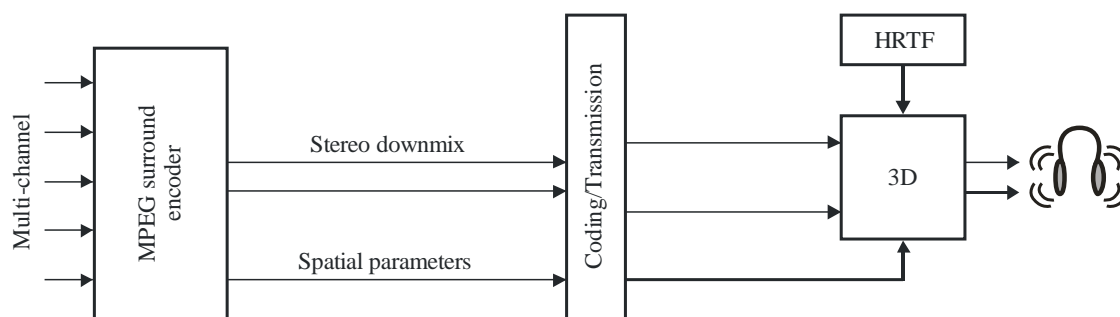 Multi-channel
MPEG surround
encoder
Stereo downmix
Spatial parameters
Coding/Transmission
HRTF
3D